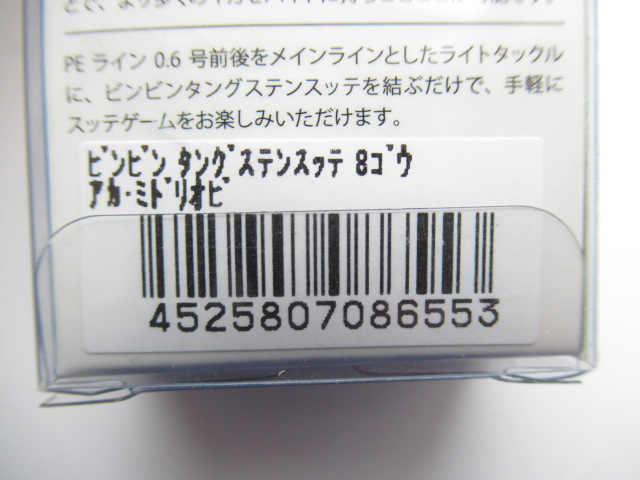 PE ライン 0.6 号前後をメインラインとしたライトタックル
に、ビンビンタングステンスッテを結ぶだけで、手軽に
スッテゲームをお楽しみいただけます。
ビンビン タングステンスッテ 8ゴウ
アカ・ミドリオビ
4525807086553